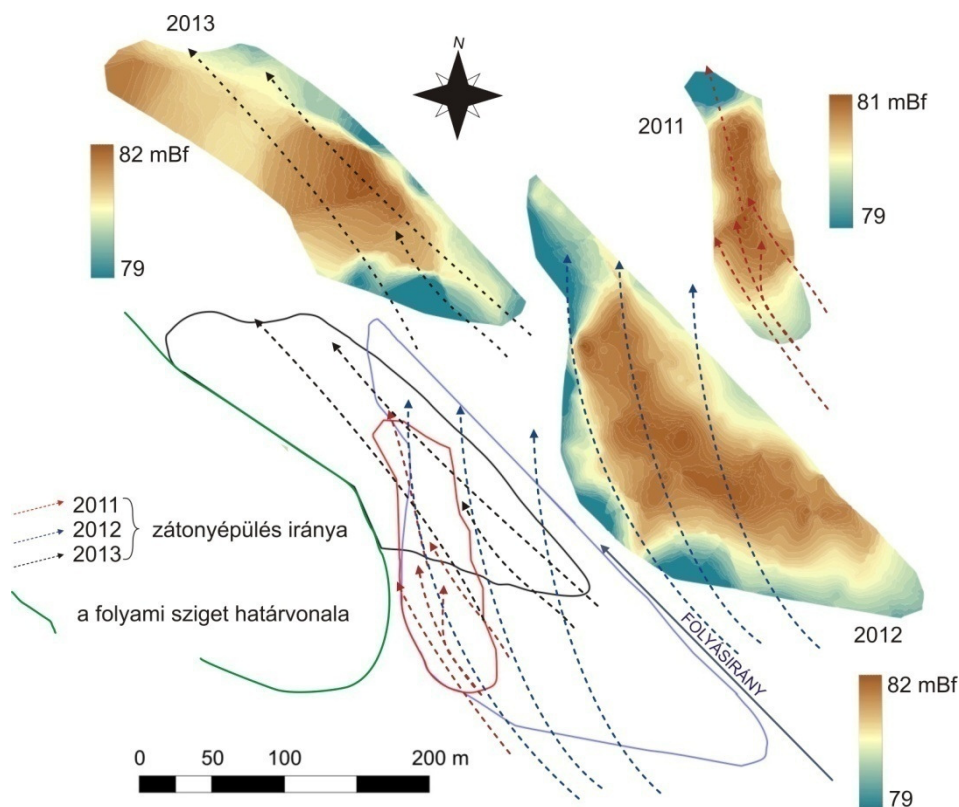 2013
N
82 mBf
79
2011
81 mBf
79
2011
2012
2013
zátonyépülés iránya
a folyami sziget határvonala
FOLYÁSIRÁNY
2012
82 mBf
79
0 50 100 200 m